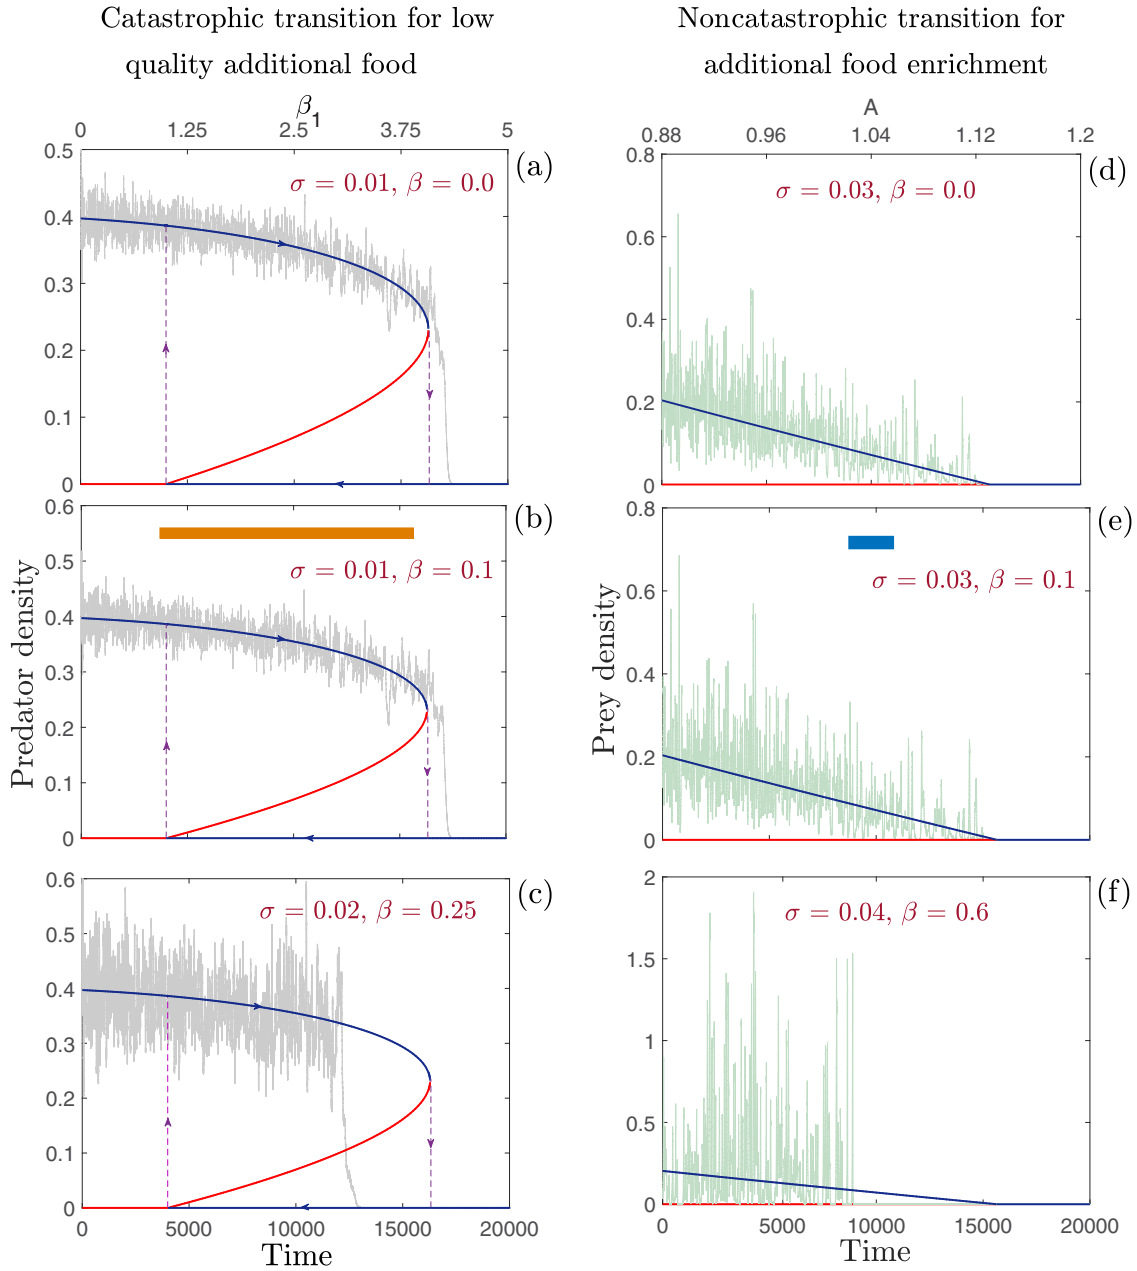 Catastrophic transition for low
quality additional food
Noncatastrophic transition for
additional food enrichment
β1
0 1.25 2.5 3.75 5
A
0.88 0.96 1.04 1.12 1.2
(a)
σ = 0.01, β = 0.0
0.5
0.4
0.3
0.2
0.1
0
(d)
σ = 0.03, β = 0.0
0.8
0.6
0.4
0.2
0
(b)
σ = 0.01, β = 0.1
0.6
0.5
0.4
0.3
0.2
0.1
0
Predator density
(e)
σ = 0.03, β = 0.1
0.8
0.6
0.4
0.2
0
Prey density
(c)
σ = 0.02, β = 0.25
0.6
0.5
0.4
0.3
0.2
0.1
0
0 5000 10000 15000 20000
Time
(f)
σ = 0.04, β = 0.6
2
1.5
1
0.5
0
0 5000 10000 15000 20000
Time